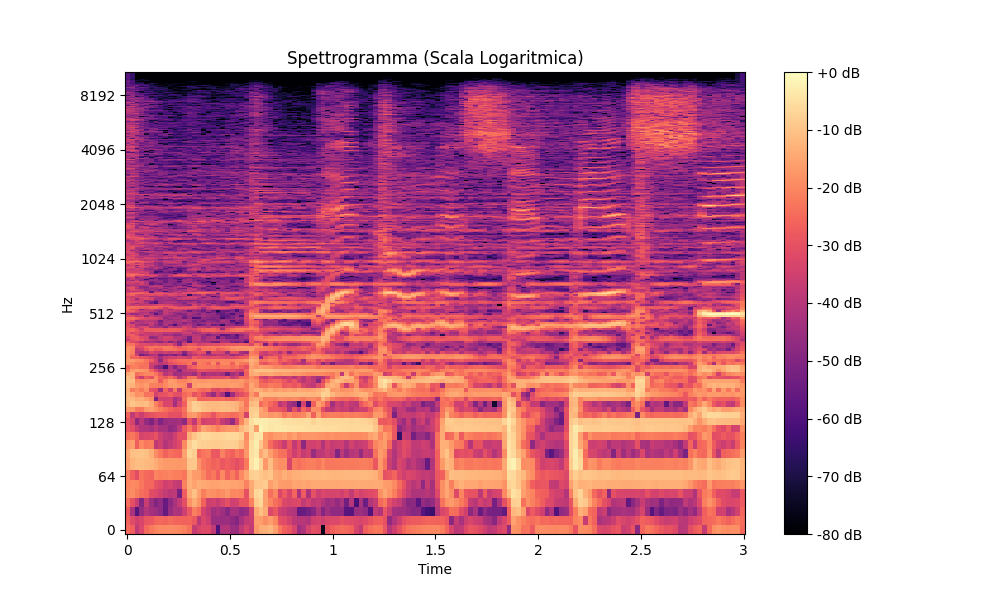 Spettrogramma (Scala Logaritmica)
Hz
8192
4096
2048
1024
512
256
128
64
0
0
0.5
1
1.5
2
2.5
3
Time
+0 dB
-10 dB
-20 dB
-30 dB
-40 dB
-50 dB
-60 dB
-70 dB
-80 dB